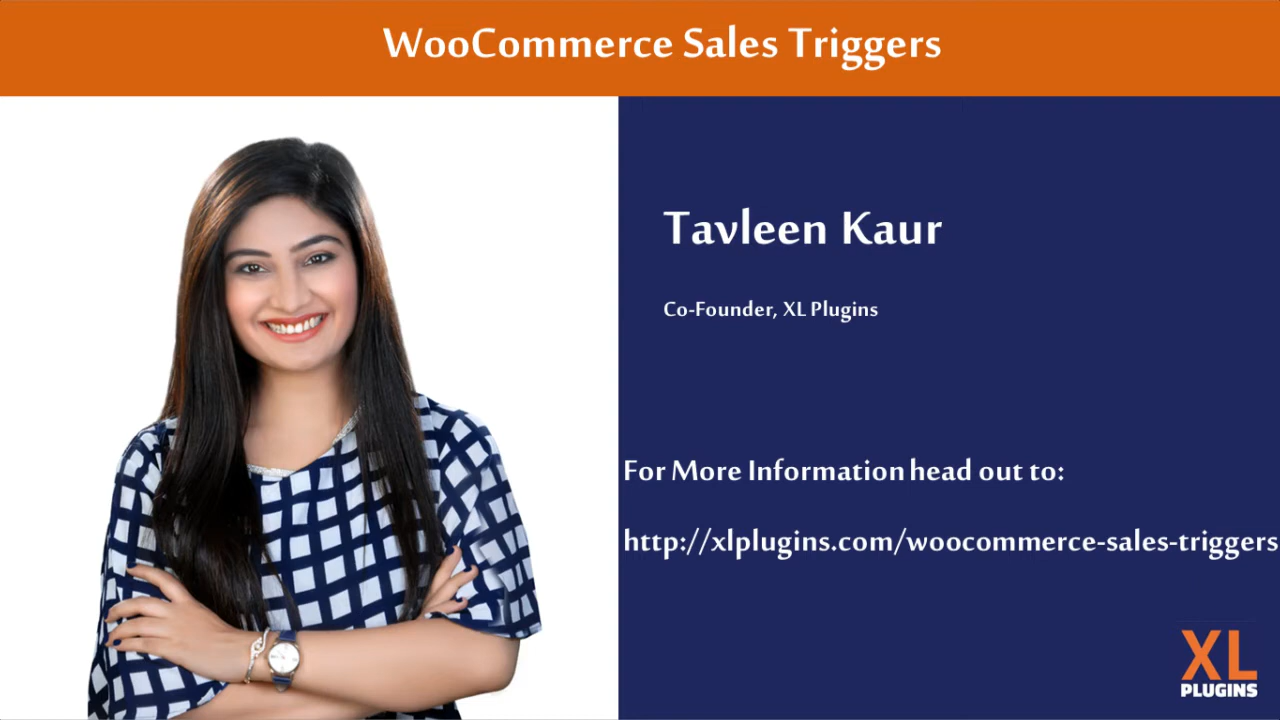 WooCommerce Sales Triggers
Tavleen Kaur
Co-Founder, XL Plugins
For More Information head out to:
http://xlplugins.com/woocommerce-sales-triggers
XL
PLUGINS